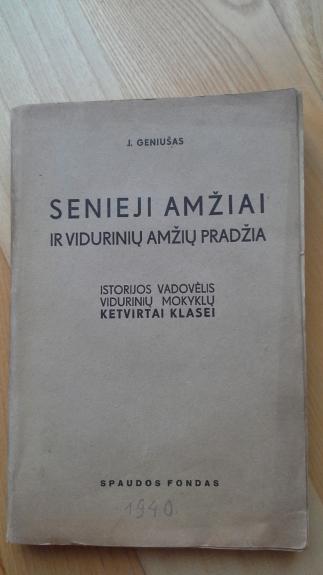 J. GENIUŠAS
SENIEJI AMŽIAI
IR VIDURINIŲ AMŽIŲ PRADŽIA
ISTORIJOS VADOVĖLIS
VIDURINIŲ MOKYKLŲ
KETVIRTAI KLASEI
SPAUDOS FONDAS
1940